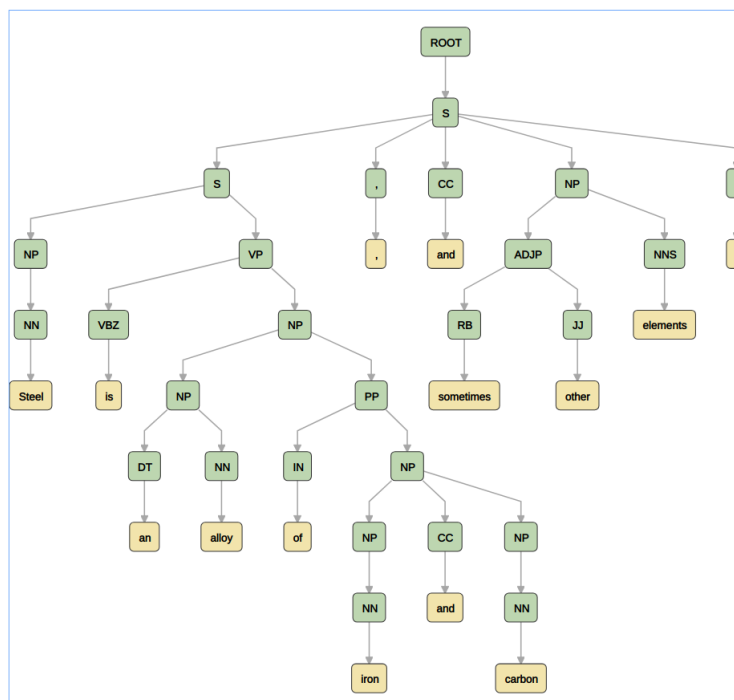 ROOT
S
S , CC NP
NP VP , and ADJP NNS
NN VBZ NP RB JJ elements
Steel is NP PP sometimes other
DT NN IN NP
an alloy of NP CC NP
NN and NN
iron carbon